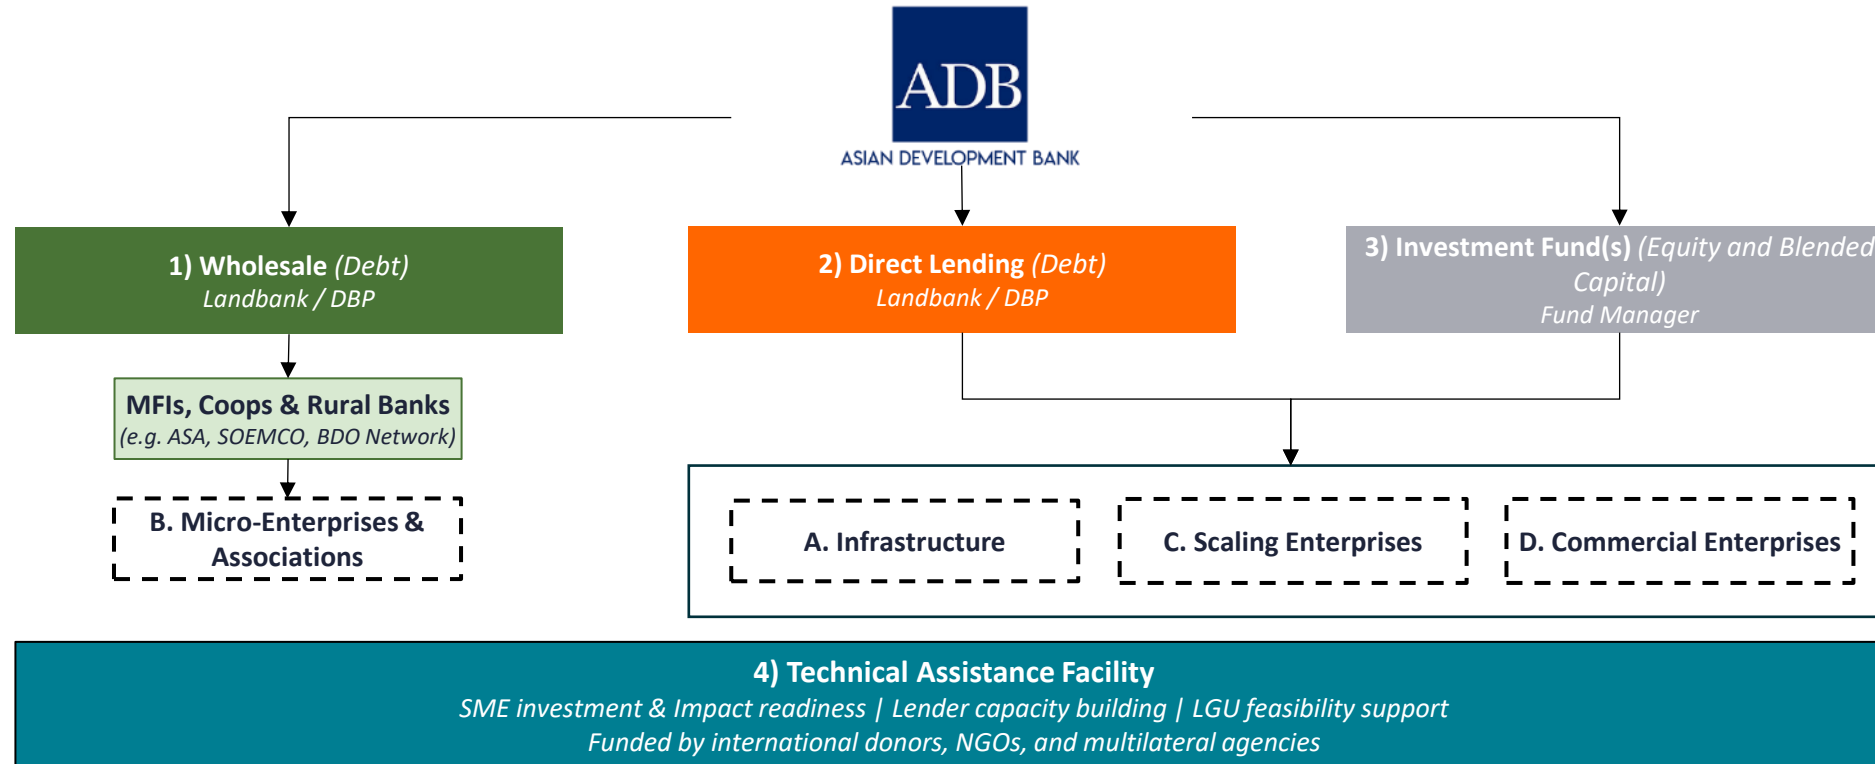 ADB
ASIAN DEVELOPMENT BANK
1) Wholesale (Debt)
Landbank / DBP
2) Direct Lending (Debt)
Landbank / DBP
3) Investment Fund(s) (Equity and Blended
Capital)
Fund Manager
MFIs, Coops & Rural Banks
(e.g. ASA, SOEMCO, BDO Network)
B. Micro-Enterprises &
Associations
A. Infrastructure
C. Scaling Enterprises
D. Commercial Enterprises
4) Technical Assistance Facility
SME investment & Impact readiness | Lender capacity building | LGU feasibility support
Funded by international donors, NGOs, and multilateral agencies